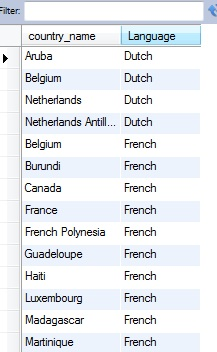 Filter:
country_name Language
Aruba Dutch
Belgium Dutch
Netherlands Dutch
Netherlands Antill... Dutch
Belgium French
Burundi French
Canada French
France French
French Polynesia French
Guadeloupe French
Haiti French
Luxembourg French
Madagascar French
Martinique French